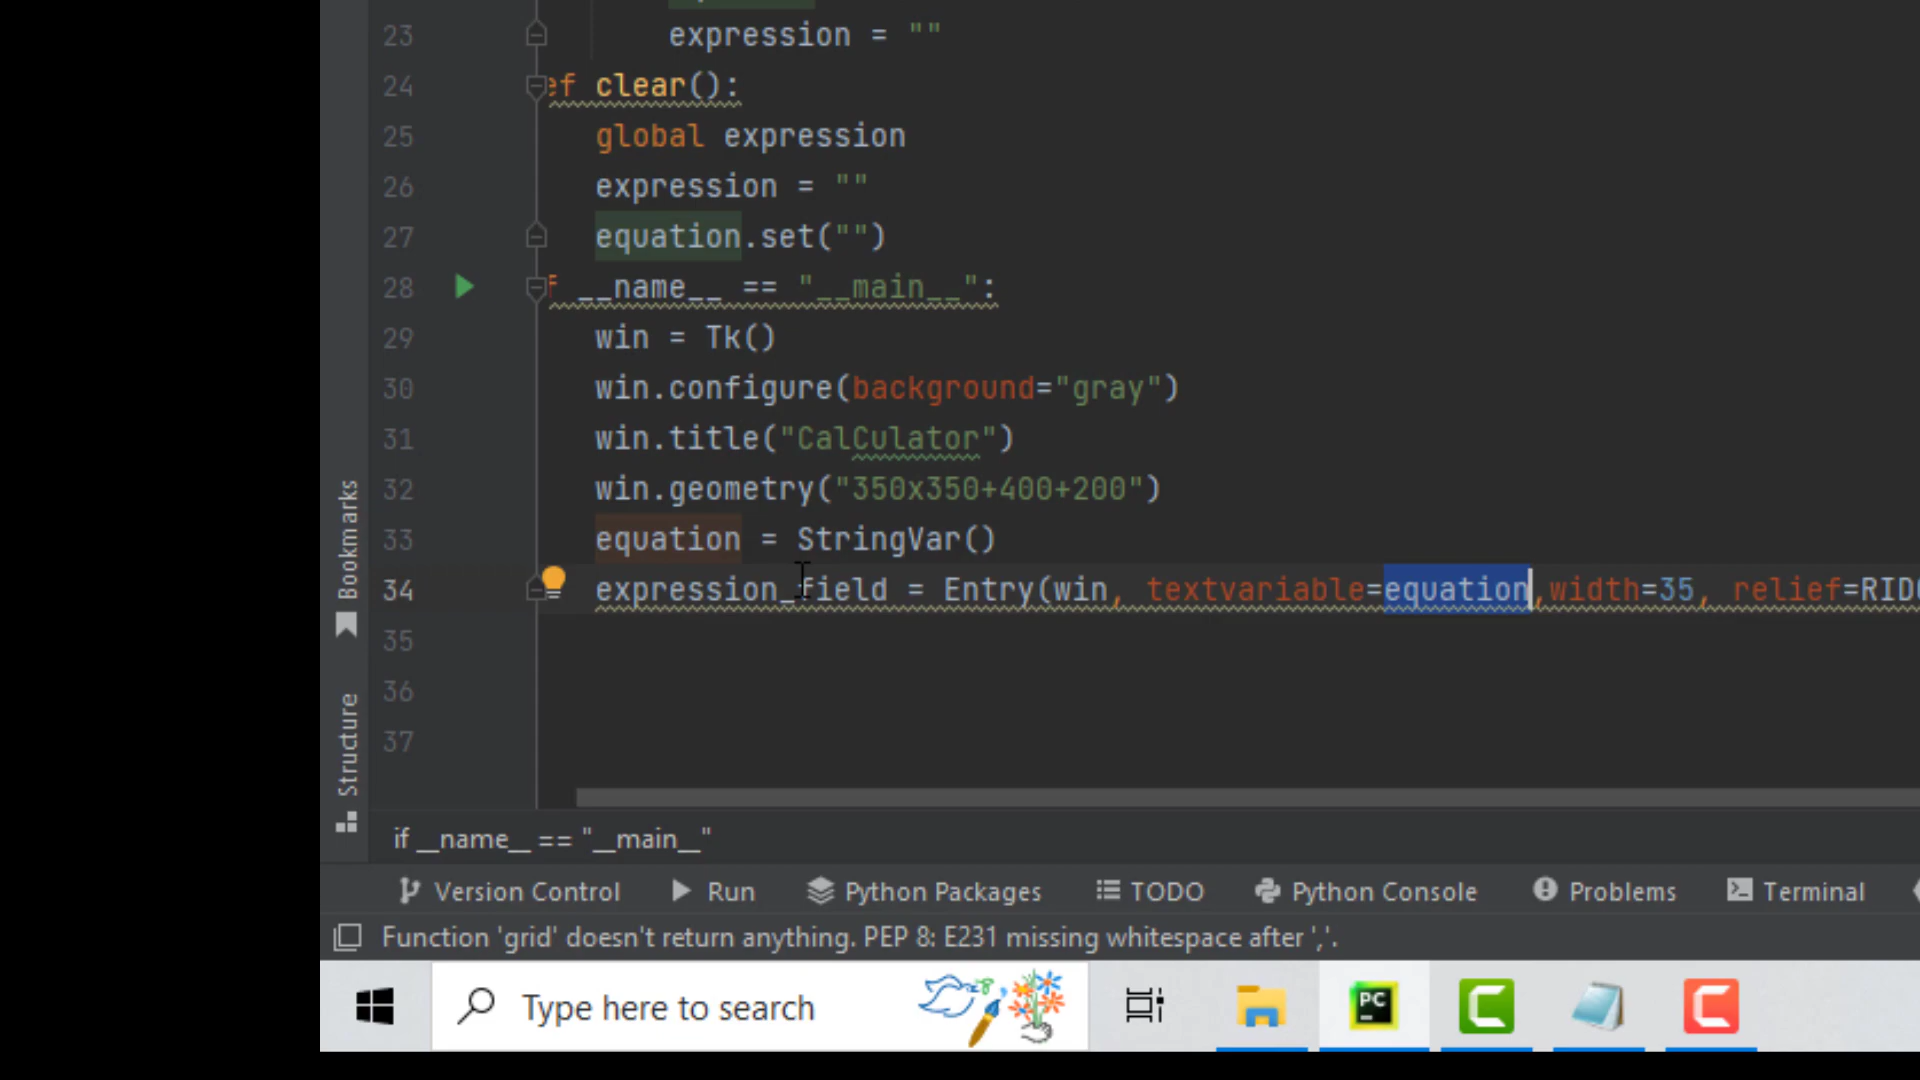 23 expression = ""
24 ef clear():
25 global expression
26 expression = ""
27 equation.set("")
28 f __name__ == "__main__":
29 win = Tk()
30 win.configure(background="gray")
31 win.title("CalCulator")
32 win.geometry("350x350+400+200")
33 equation = StringVar()
34 expression_field = Entry(win, textvariable=equation,width=35, relief=RIDG
35
36
37
Bookmarks
Structure
if __name__ == "__main__"
Version Control Run Python Packages TODO Python Console Problems Terminal
Function 'grid' doesn't return anything. PEP 8: E231 missing whitespace after ','.
Type here to search
PC